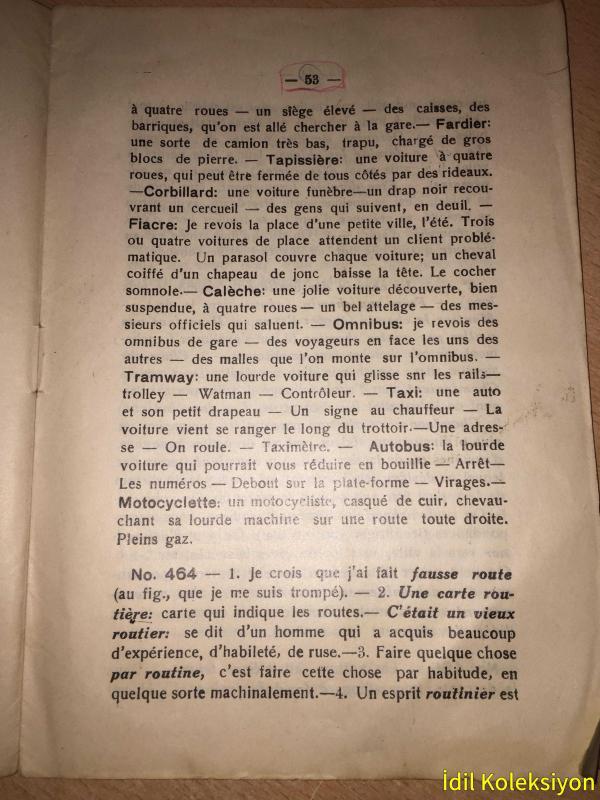 — 53 —
à quatre roues — un siège élevé — des caisses, des
barriques, qu'on est allé chercher à la gare.— Fardier:
une sorte de camion très bas, trapu, chargé de gros
blocs de pierre. — Tapissière: une voiture à quatre
roues, qui peut être fermée de tous côtés par des rideaux.
—Corbillard: une voiture funèbre—un drap noir recou-
vrant un cercueil — des gens qui suivent, en deuil. —
Fiacre: Je revois la place d'une petite ville, l'été. Trois
ou quatre voitures de place attendent un client problé-
matique. Un parasol couvre chaque voiture; un cheval
coiffé d'un chapeau de jonc baisse la tête. Le cocher
somnole.— Calèche: une jolie voiture découverte, bien
suspendue, à quatre roues — un bel attelage — des mes-
sieurs officiels qui saluent. — Omnibus: je revois des
omnibus de gare — des voyageurs en face les uns des
autres — des malles que l'on monte sur l'omnibus. —
Tramway: une lourde voiture qui glisse snr les rails—
trolley — Watman — Contrôleur. — Taxi: une auto
et son petit drapeau — Un signe au chauffeur — La
voiture vient se ranger le long du trottoir.—Une adres-
se — On roule. — Taximètre. — Autobus: la lourde
voiture qui pourrait vous réduire en bouillie — Arrêt—
Les numéros — Debout sur la plate-forme — Virages.—
Motocyclette: un motocycliste, casqué de cuir, chevau-
chant sa lourde machine sur une route toute droite.
Pleins gaz.
No. 464 — 1. Je crois que j'ai fait fausse route
(au fig., que je me suis trompé). — 2. Une carte rou-
tière: carte qui indique les routes.— C'était un vieux
routier: se dit d'un homme qui a acquis beaucoup
d'expérience, d'habileté, de ruse.—3. Faire quelque chose
par routine, c'est faire cette chose par habitude, en
quelque sorte machinalement.—4. Un esprit routinier est
İdil Koleksiyon